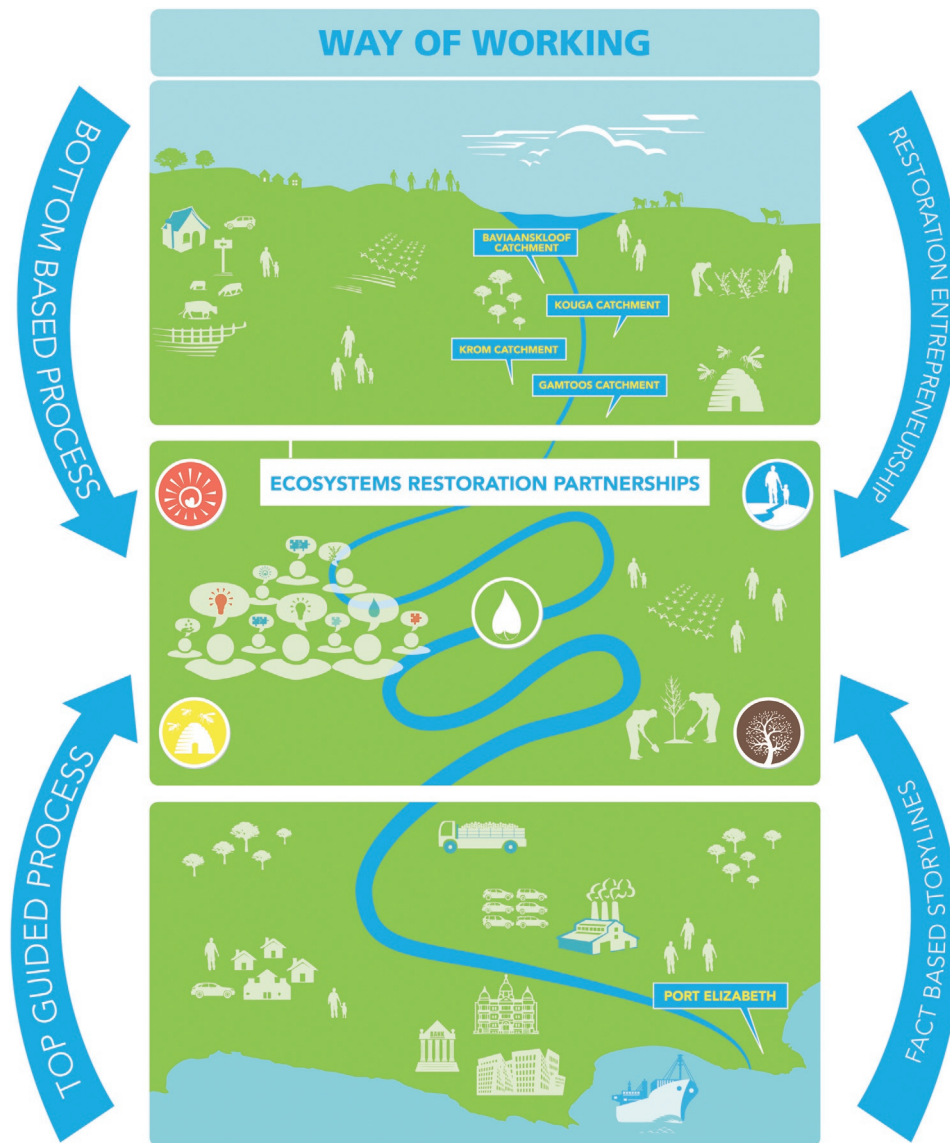 WAY OF WORKING
BOTTOM BASED PROCESS
RESTORATION ENTREPRENEURSHIP
BAVIAANSKLOOF
CATCHMENT
KOUGA CATCHMENT
KROM CATCHMENT
GAMTOOS CATCHMENT
ECOSYSTEMS RESTORATION PARTNERSHIPS
TOP GUIDED PROCESS
FACT BASED STORYLINES
PORT ELIZABETH